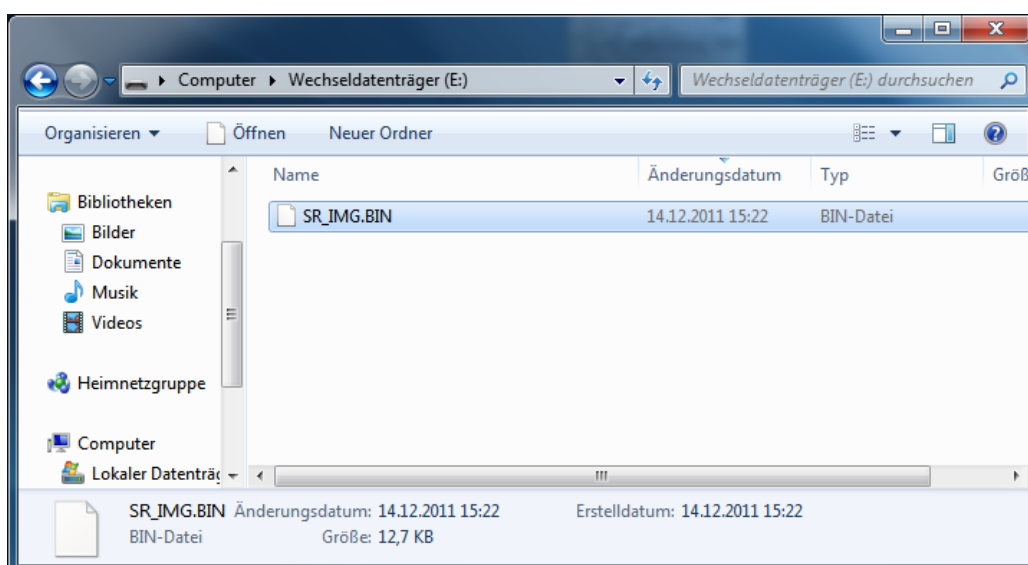 Computer Wechseldatenträger (E:) Wechseldatenträger (E:) durchsuchen
Organisieren Öffnen Neuer Ordner
Name Änderungsdatum Typ Größ
Bibliotheken
Bilder
Dokumente
Musik
Videos
Heimnetzgruppe
Computer
Lokaler Datenträg
SR_IMG.BIN 14.12.2011 15:22 BIN-Datei
SR_IMG.BIN Änderungsdatum: 14.12.2011 15:22 Erstelldatum: 14.12.2011 15:22
BIN-Datei Größe: 12,7 KB